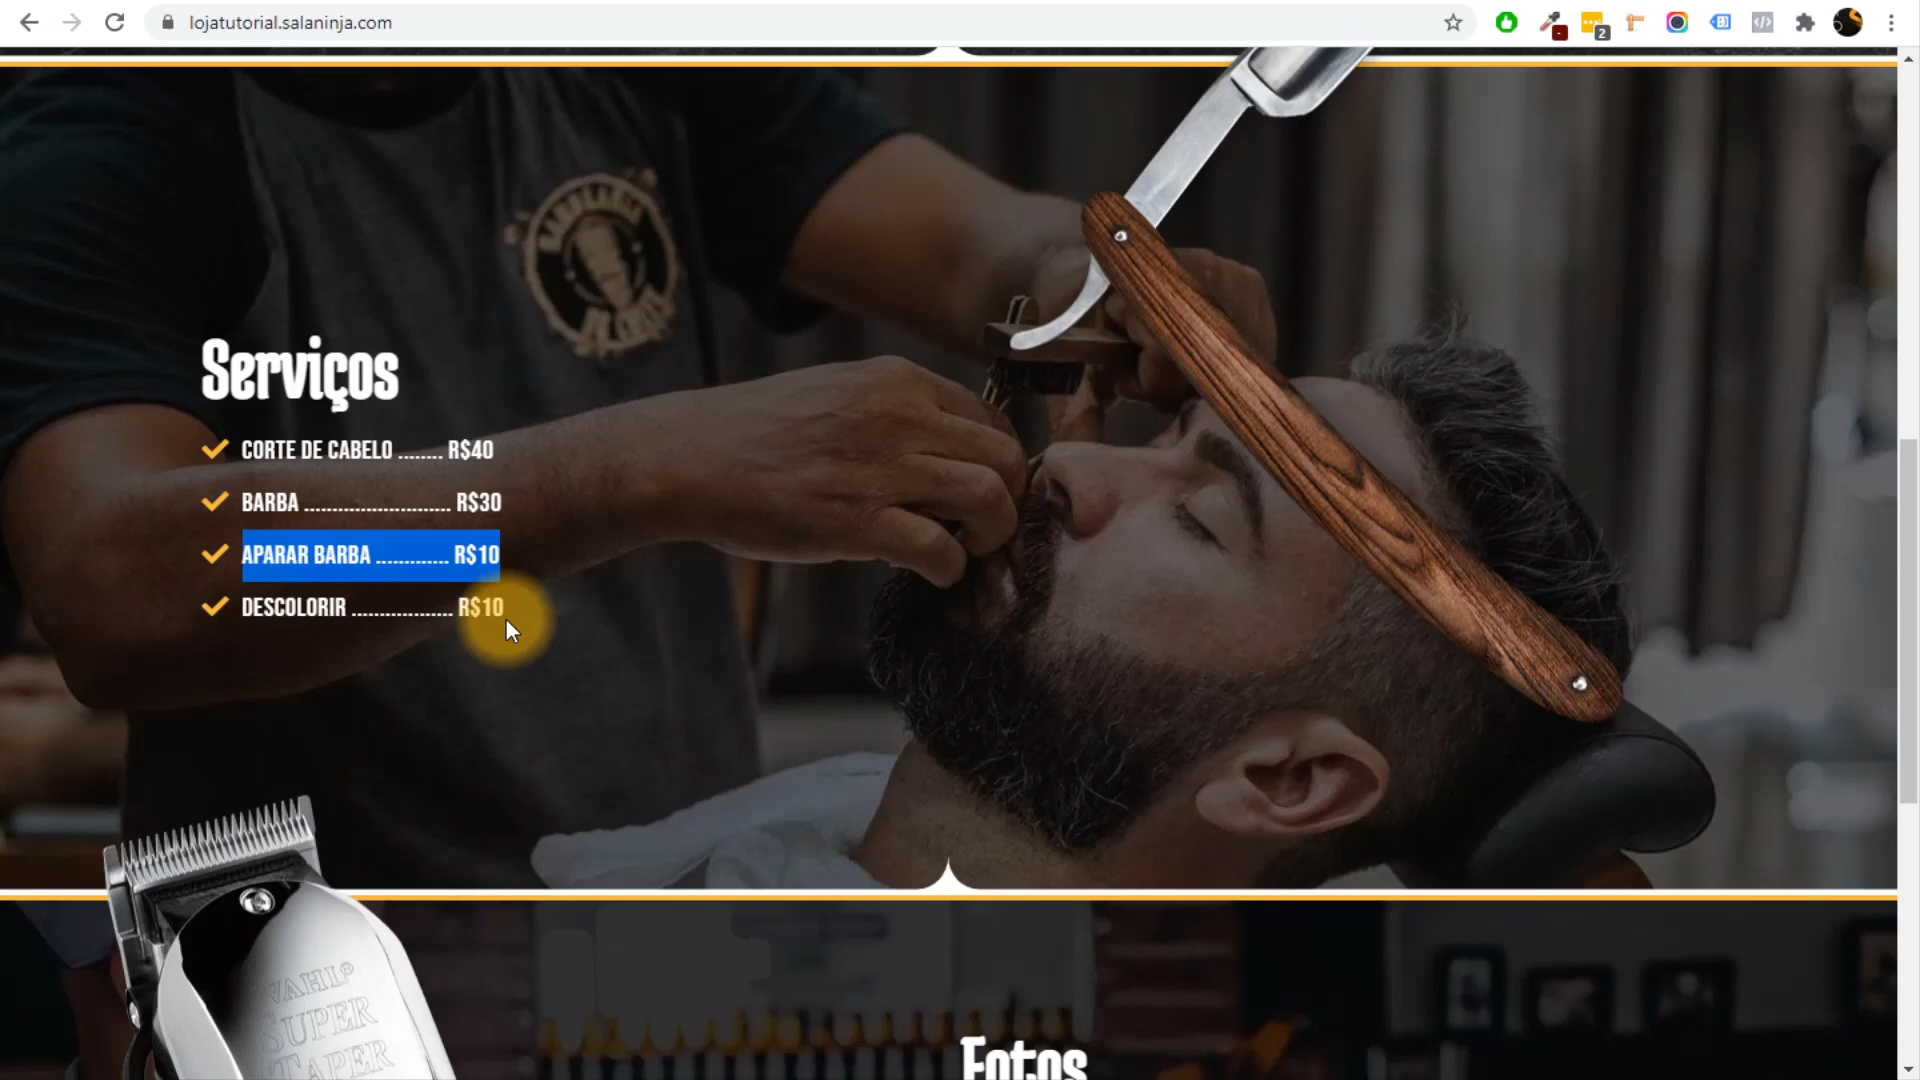 lojatutorial.salaninja.com
2
Serviços
CORTE DE CABELO ........ R$40
BARBA .......................... R$30
APARAR BARBA ............. R$10
DESCOLORIR .................. R$10
WAHL®
SUPER
TAPER
Fotos